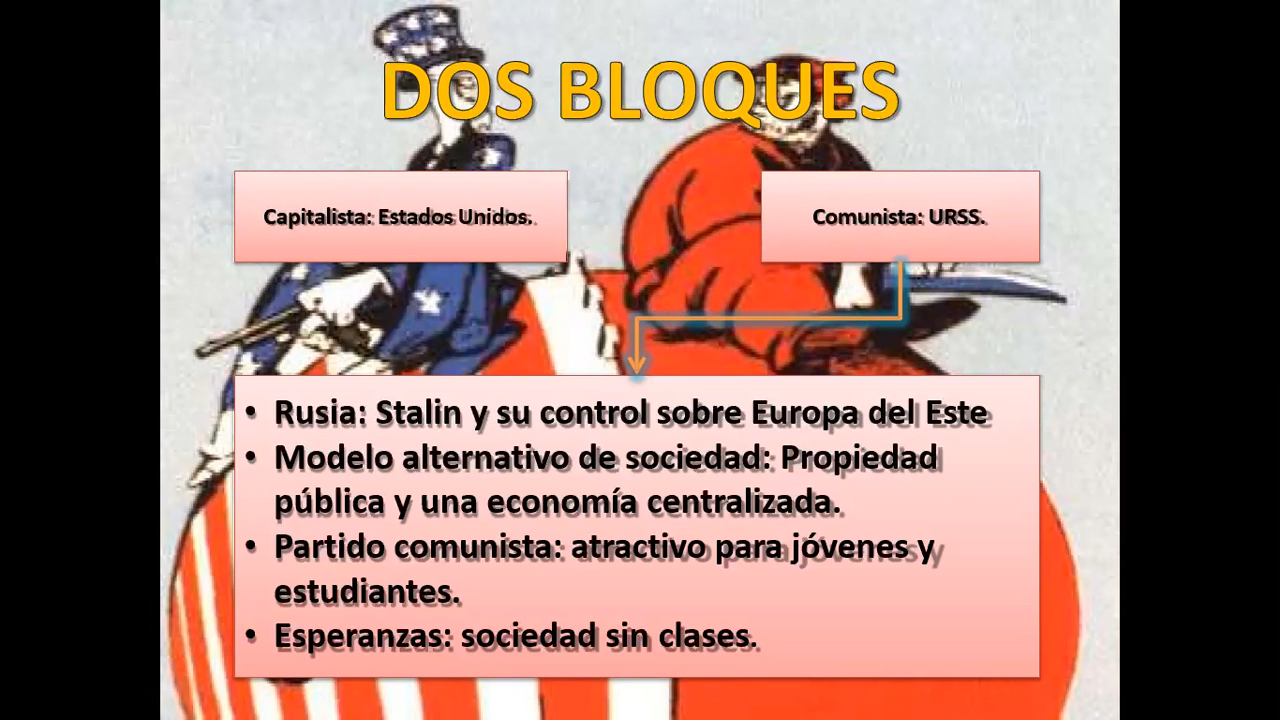 DOS BLOQUES
Capitalista: Estados Unidos.
Comunista: URSS.
• Rusia: Stalin y su control sobre Europa del Este
• Modelo alternativo de sociedad: Propiedad
pública y una economía centralizada.
• Partido comunista: atractivo para jóvenes y
estudiantes.
• Esperanzas: sociedad sin clases.